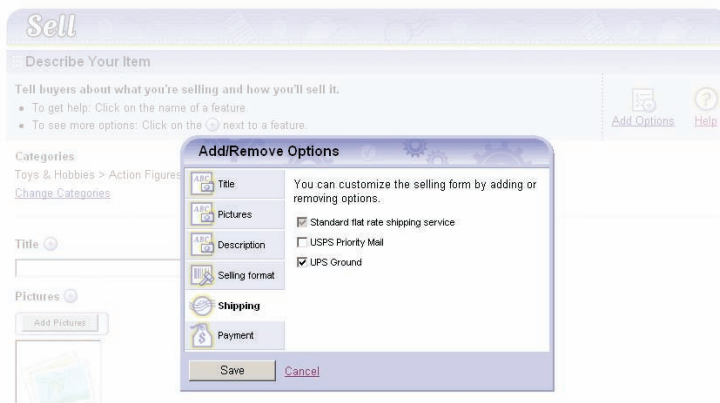 Sell
Describe Your Item
Tell buyers about what you're selling and how you'll sell it.
• To get help: Click on the name of a feature.
• To see more options: Click on the next to a feature.
Add Options
Help
Categories
Toys & Hobbies > Action Figures
Change Categories
Title
Pictures
Add Pictures
Add/Remove Options
ABC
Title
ABC
Pictures
ABC
Description
Selling format
Shipping
Payment
You can customize the selling form by adding or
removing options.
Standard flat rate shipping service
USPS Priority Mail
UPS Ground
Save
Cancel